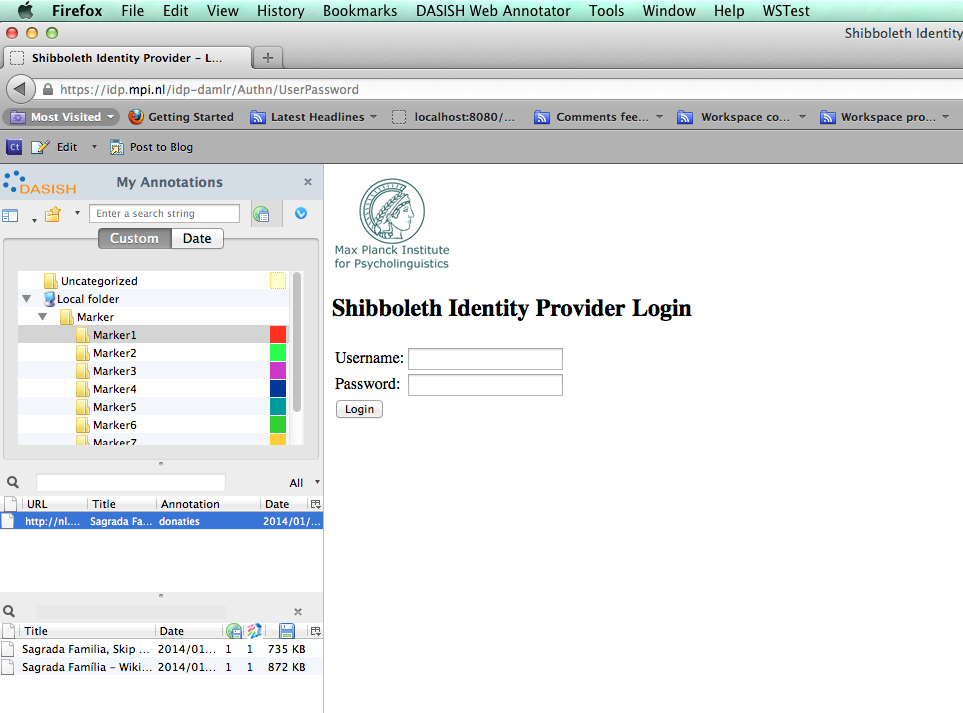 Firefox File Edit View History Bookmarks DASISH Web Annotator Tools Window Help WSTest
Shibboleth Identity
Shibboleth Identity Provider – L...
https://idp.mpi.nl/idp-damlr/Authn/UserPassword
Most Visited Getting Started Latest Headlines localhost:8080/... Comments fee... Workspace co... Workspace pro...
Ct Edit Post to Blog
DASISH My Annotations
Enter a search string
Custom Date
Uncategorized
Local folder
Marker
Marker1
Marker2
Marker3
Marker4
Marker5
Marker6
Marker7
All
URL Title Annotation Date
http://nl.... Sagrada Fa... donaties 2014/01/...
Title Date
Sagrada Familia, Skip ... 2014/01... 1 1 735 KB
Sagrada Família – Wiki... 2014/01... 1 1 872 KB
Max Planck Institute
for Psycholinguistics
Shibboleth Identity Provider Login
Username:
Password:
Login